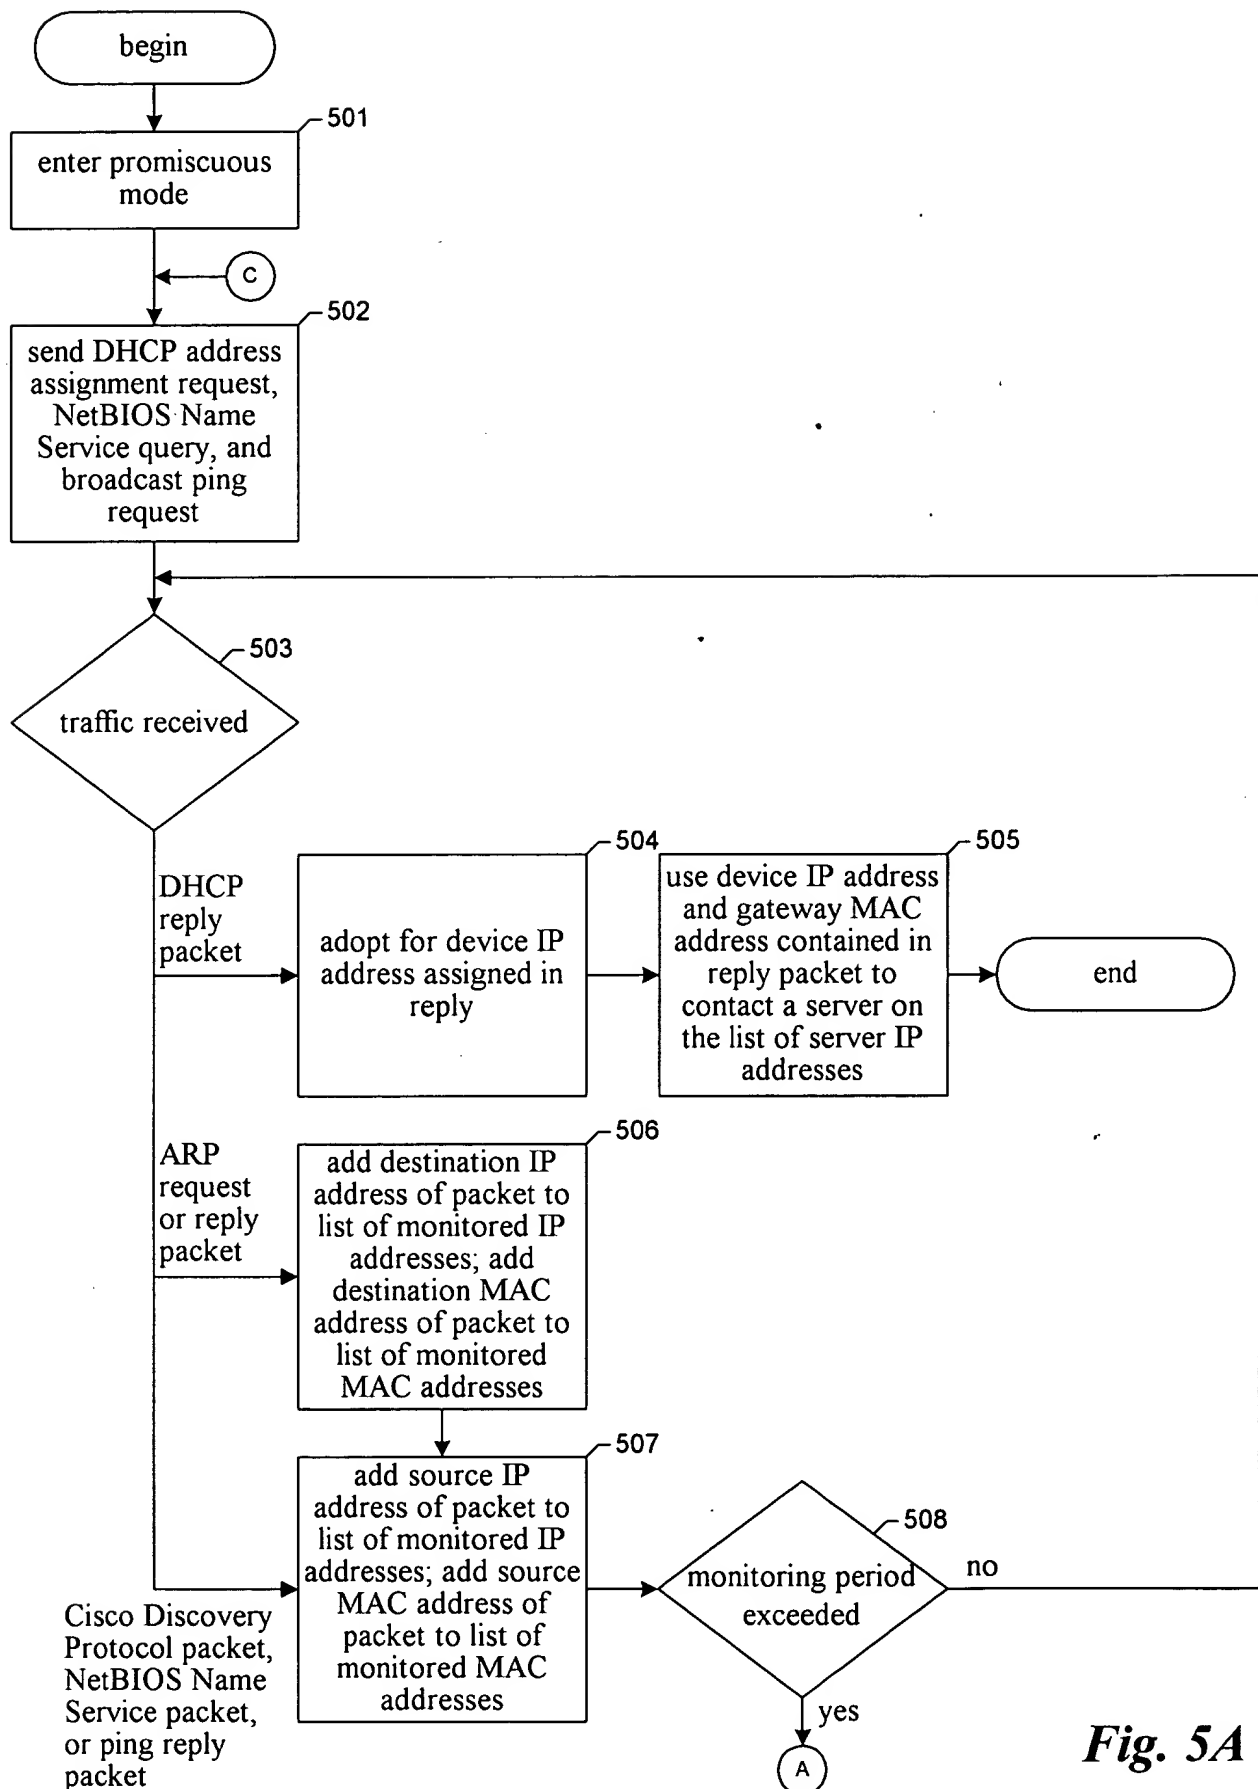 begin
501
enter promiscuous
mode
C
502
send DHCP address
assignment request,
NetBIOS Name
Service query, and
broadcast ping
request
503
traffic received
DHCP
reply
packet
504
adopt for device IP
address assigned in
reply
505
use device IP address
and gateway MAC
address contained in
reply packet to
contact a server on
the list of server IP
addresses
end
ARP
request
or reply
packet
506
add destination IP
address of packet to
list of monitored IP
addresses; add
destination MAC
address of packet to
list of monitored
MAC addresses
507
add source IP
address of packet to
list of monitored IP
addresses; add source
MAC address of
packet to list of
monitored MAC
addresses
508
monitoring period
exceeded
no
yes
A
Cisco Discovery
Protocol packet,
NetBIOS Name
Service packet,
or ping reply
packet
Fig. 5A